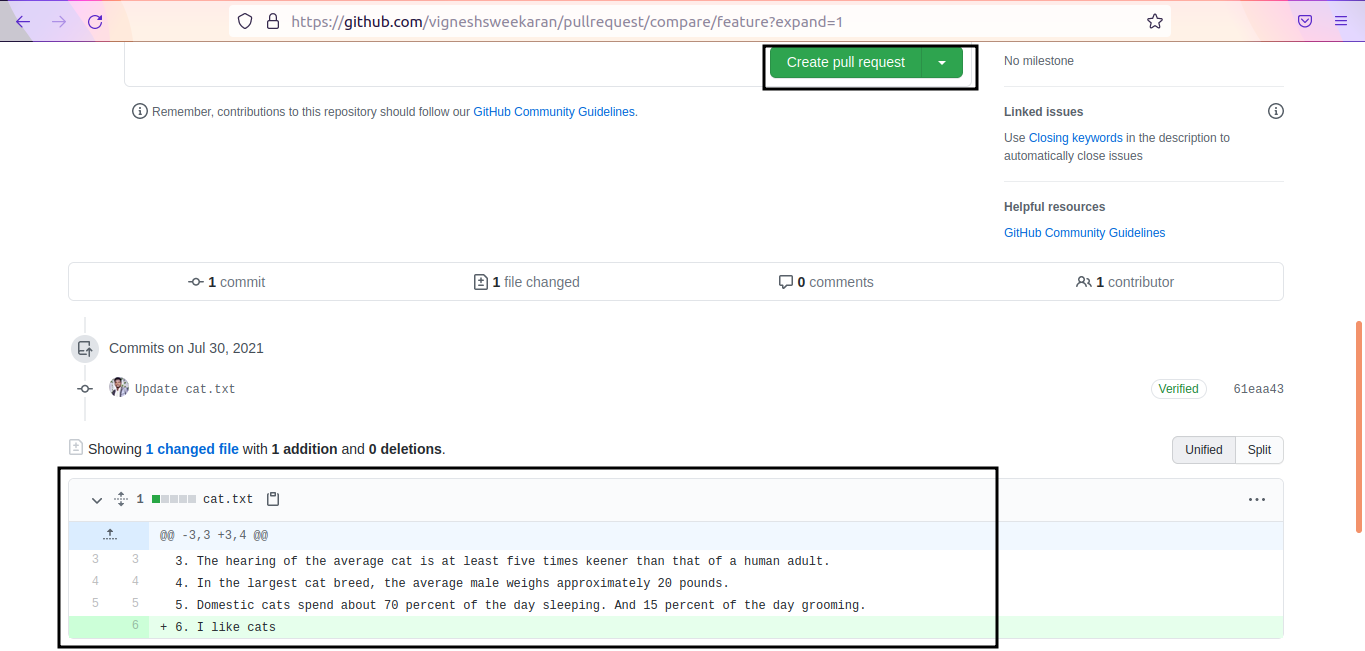 https://github.com/vigneshsweekaran/pullrequest/compare/feature?expand=1
Create pull request
No milestone
Remember, contributions to this repository should follow our GitHub Community Guidelines.
Linked issues
Use Closing keywords in the description to
automatically close issues
Helpful resources
GitHub Community Guidelines
1 commit
1 file changed
0 comments
1 contributor
Commits on Jul 30, 2021
Update cat.txt
Verified
61eaa43
Showing 1 changed file with 1 addition and 0 deletions.
Unified
Split
1 cat.txt
@@ -3,3 +3,4 @@
3 3 3. The hearing of the average cat is at least five times keener than that of a human adult.
4 4 4. In the largest cat breed, the average male weighs approximately 20 pounds.
5 5 5. Domestic cats spend about 70 percent of the day sleeping. And 15 percent of the day grooming.
6 + 6. I like cats